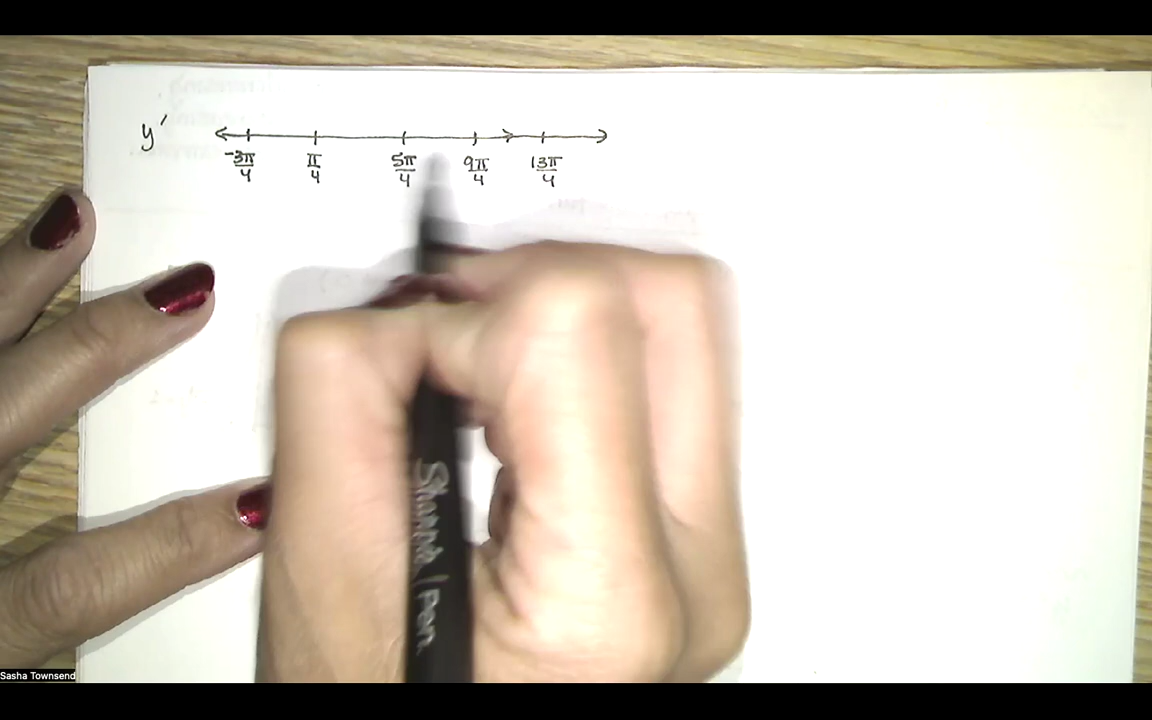 y′
-3π/4 π/4 5π/4 9π/4 13π/4
Sharpie/Pen
Sasha Townsend